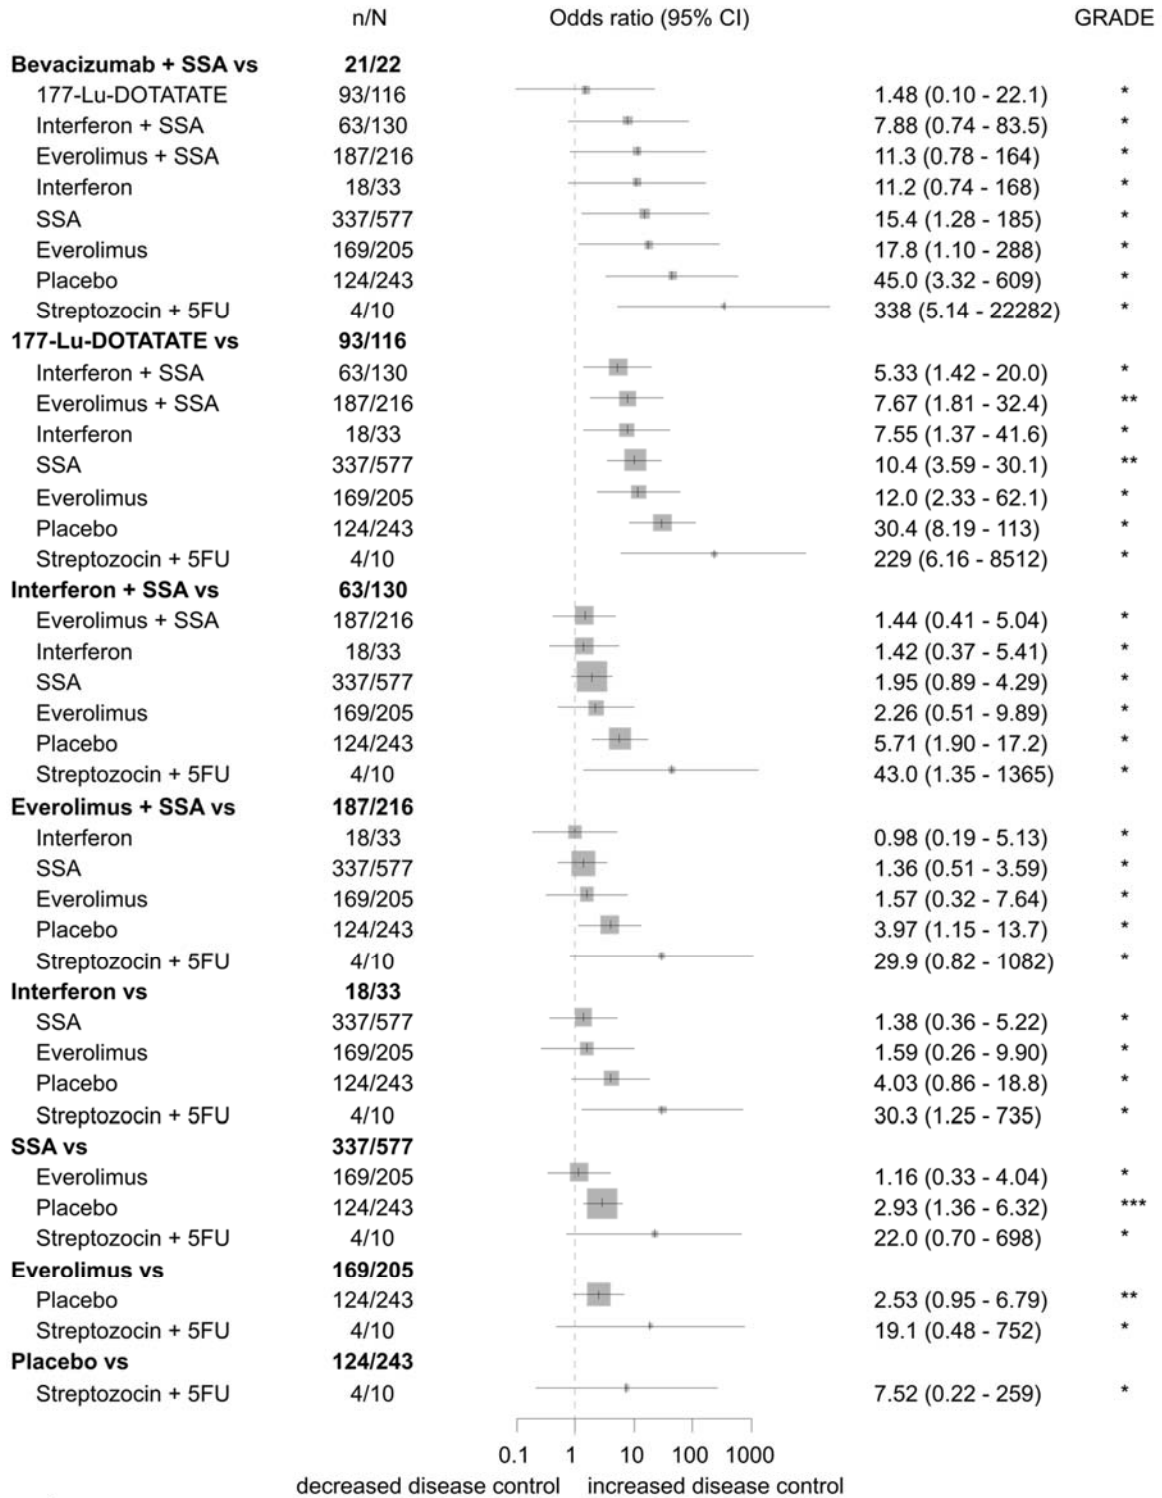 n/N Odds ratio (95% CI) GRADE
Bevacizumab + SSA vs 21/22
177-Lu-DOTATATE 93/116 1.48 (0.10 - 22.1) *
Interferon + SSA 63/130 7.88 (0.74 - 83.5) *
Everolimus + SSA 187/216 11.3 (0.78 - 164) *
Interferon 18/33 11.2 (0.74 - 168) *
SSA 337/577 15.4 (1.28 - 185) *
Everolimus 169/205 17.8 (1.10 - 288) *
Placebo 124/243 45.0 (3.32 - 609) *
Streptozocin + 5FU 4/10 338 (5.14 - 22282) *
177-Lu-DOTATATE vs 93/116
Interferon + SSA 63/130 5.33 (1.42 - 20.0) *
Everolimus + SSA 187/216 7.67 (1.81 - 32.4) **
Interferon 18/33 7.55 (1.37 - 41.6) *
SSA 337/577 10.4 (3.59 - 30.1) **
Everolimus 169/205 12.0 (2.33 - 62.1) *
Placebo 124/243 30.4 (8.19 - 113) *
Streptozocin + 5FU 4/10 229 (6.16 - 8512) *
Interferon + SSA vs 63/130
Everolimus + SSA 187/216 1.44 (0.41 - 5.04) *
Interferon 18/33 1.42 (0.37 - 5.41) *
SSA 337/577 1.95 (0.89 - 4.29) *
Everolimus 169/205 2.26 (0.51 - 9.89) *
Placebo 124/243 5.71 (1.90 - 17.2) *
Streptozocin + 5FU 4/10 43.0 (1.35 - 1365) *
Everolimus + SSA vs 187/216
Interferon 18/33 0.98 (0.19 - 5.13) *
SSA 337/577 1.36 (0.51 - 3.59) *
Everolimus 169/205 1.57 (0.32 - 7.64) *
Placebo 124/243 3.97 (1.15 - 13.7) *
Streptozocin + 5FU 4/10 29.9 (0.82 - 1082) *
Interferon vs 18/33
SSA 337/577 1.38 (0.36 - 5.22) *
Everolimus 169/205 1.59 (0.26 - 9.90) *
Placebo 124/243 4.03 (0.86 - 18.8) *
Streptozocin + 5FU 4/10 30.3 (1.25 - 735) *
SSA vs 337/577
Everolimus 169/205 1.16 (0.33 - 4.04) *
Placebo 124/243 2.93 (1.36 - 6.32) ***
Streptozocin + 5FU 4/10 22.0 (0.70 - 698) *
Everolimus vs 169/205
Placebo 124/243 2.53 (0.95 - 6.79) **
Streptozocin + 5FU 4/10 19.1 (0.48 - 752) *
Placebo vs 124/243
Streptozocin + 5FU 4/10 7.52 (0.22 - 259) *
0.1 1 10 100 1000
decreased disease control increased disease control